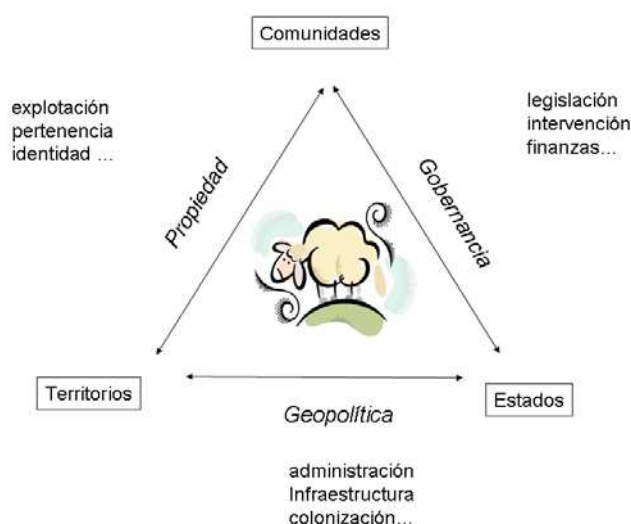 Comunidades
explotación
pertenencia
identidad ...
legislación
intervención
finanzas...
Propiedad
Gobernancia
Territorios
Estados
Geopolítica
administración
Infraestructura
colonización...